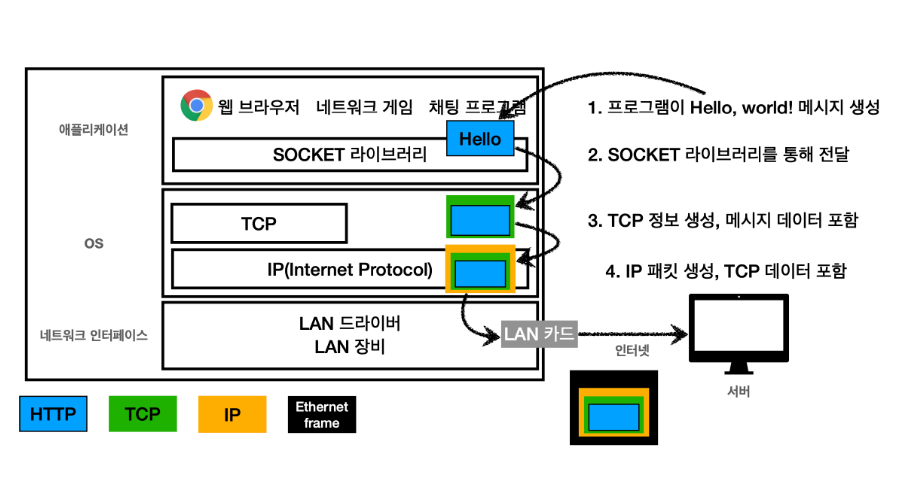 웹 브라우저 네트워크 게임 채팅 프로그램
1. 프로그램이 Hello, world! 메시지 생성
애플리케이션
Hello
SOCKET 라이브러리
2. SOCKET 라이브러리를 통해 전달
TCP
3. TCP 정보 생성, 메시지 데이터 포함
OS
IP(Internet Protocol)
4. IP 패킷 생성, TCP 데이터 포함
네트워크 인터페이스
LAN 드라이버
LAN 장비
LAN 카드
인터넷
서버
HTTP
TCP
IP
Ethernet
frame